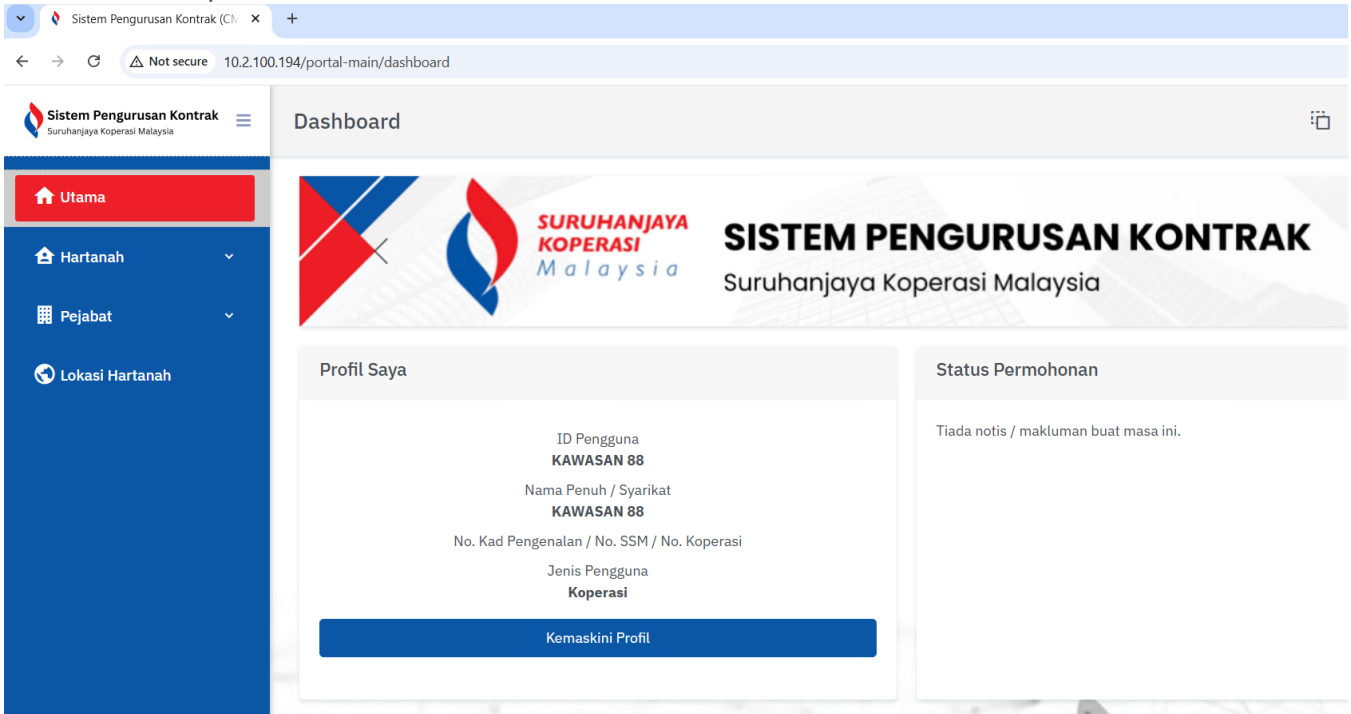 Sistem Pengurusan Kontrak (CM
Not secure 10.2.100.194/portal-main/dashboard
Sistem Pengurusan Kontrak
Suruhanjaya Koperasi Malaysia
Dashboard
Utama
Hartanah
Pejabat
Lokasi Hartanah
SURUHANJAYA
KOPERASI
Malaysia
SISTEM PENGURUSAN KONTRAK
Suruhanjaya Koperasi Malaysia
Profil Saya
ID Pengguna
KAWASAN 88
Nama Penuh / Syarikat
KAWASAN 88
No. Kad Pengenalan / No. SSM / No. Koperasi
Jenis Pengguna
Koperasi
Kemaskini Profil
Status Permohonan
Tiada notis / makluman buat masa ini.